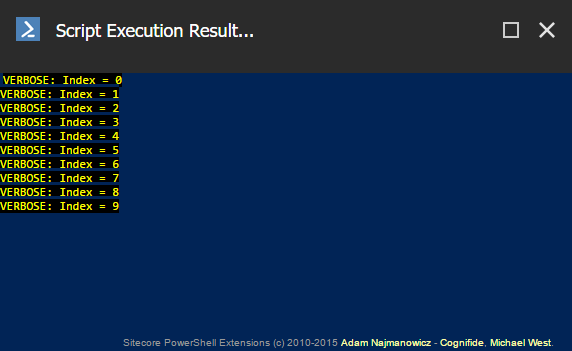 Script Execution Result...
VERBOSE: Index = 0
VERBOSE: Index = 1
VERBOSE: Index = 2
VERBOSE: Index = 3
VERBOSE: Index = 4
VERBOSE: Index = 5
VERBOSE: Index = 6
VERBOSE: Index = 7
VERBOSE: Index = 8
VERBOSE: Index = 9
Sitecore PowerShell Extensions (c) 2010-2015 Adam Najmanowicz - Cognifide, Michael West.